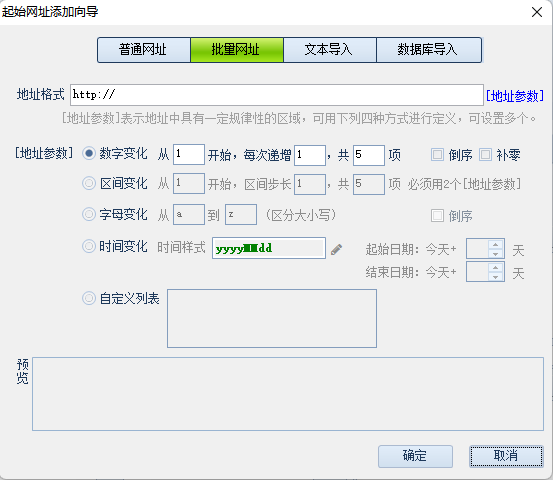 起始网址添加向导
普通网址 批量网址 文本导入 数据库导入
地址格式 http:// [地址参数]
[地址参数]表示地址中具有一定规律性的区域，可用下列四种方式进行定义，可设置多个。
[地址参数] 数字变化 从 1 开始，每次递增 1 ，共 5 项 倒序 补零
区间变化 从 1 开始，区间步长 1 ，共 5 项 必须用2个[地址参数]
字母变化 从 a 到 z （区分大小写） 倒序
时间变化 时间样式 yyyyMMdd 起始日期：今天+ 天
结束日期：今天+ 天
自定义列表
预览
确定 取消